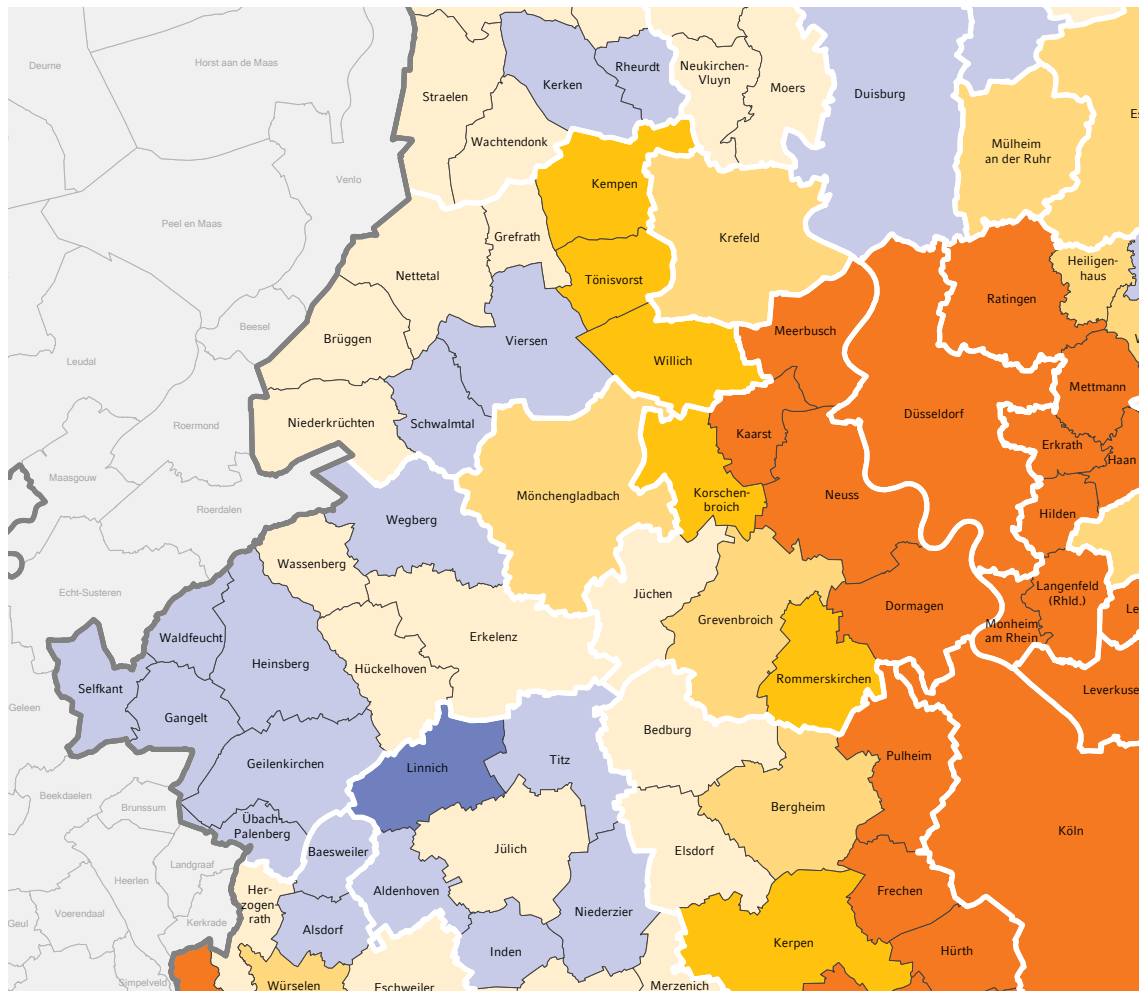 Deurne
Horst aan de Maas
Straelen
Kerken
Rheurdt
Neukirchen-
Vluyn
Moers
Duisburg
Mülheim
an der Ruhr
Wachtendonk
Venlo
Kempen
Peel en Maas
Grefrath
Krefeld
Nettetal
Tönisvorst
Heiligen-
haus
Ratingen
Beesel
Brüggen
Viersen
Meerbusch
Leudal
Willich
Mettmann
Roermond
Niederkrüchten
Schwalmtal
Düsseldorf
Kaarst
Erkrath
Haan
Maasgouw
Mönchengladbach
Korschen-
broich
Neuss
Roerdalen
Wegberg
Hilden
Wassenberg
Echt-Susteren
Jüchen
Dormagen
Langenfeld
(Rhld.)
Monheim
am Rhein
Grevenbroich
Waldfeucht
Heinsberg
Erkelenz
Hückelhoven
Rommerskirchen
Selfkant
Geleen
Gangelt
Bedburg
Leverkuse
Geilenkirchen
Linnich
Titz
Pulheim
Beekdaelen
Brunssum
Übach-
Palenberg
Bergheim
Köln
Baesweiler
Jülich
Elsdorf
Landgraaf
Heerlen
Her-
zogen-
rath
Aldenhoven
Frechen
Voerendaal
Kerkrade
Alsdorf
Niederzier
Kerpen
Gul
Inden
Hürth
Simpelveld
Würselen
Eschweiler
Merzenich